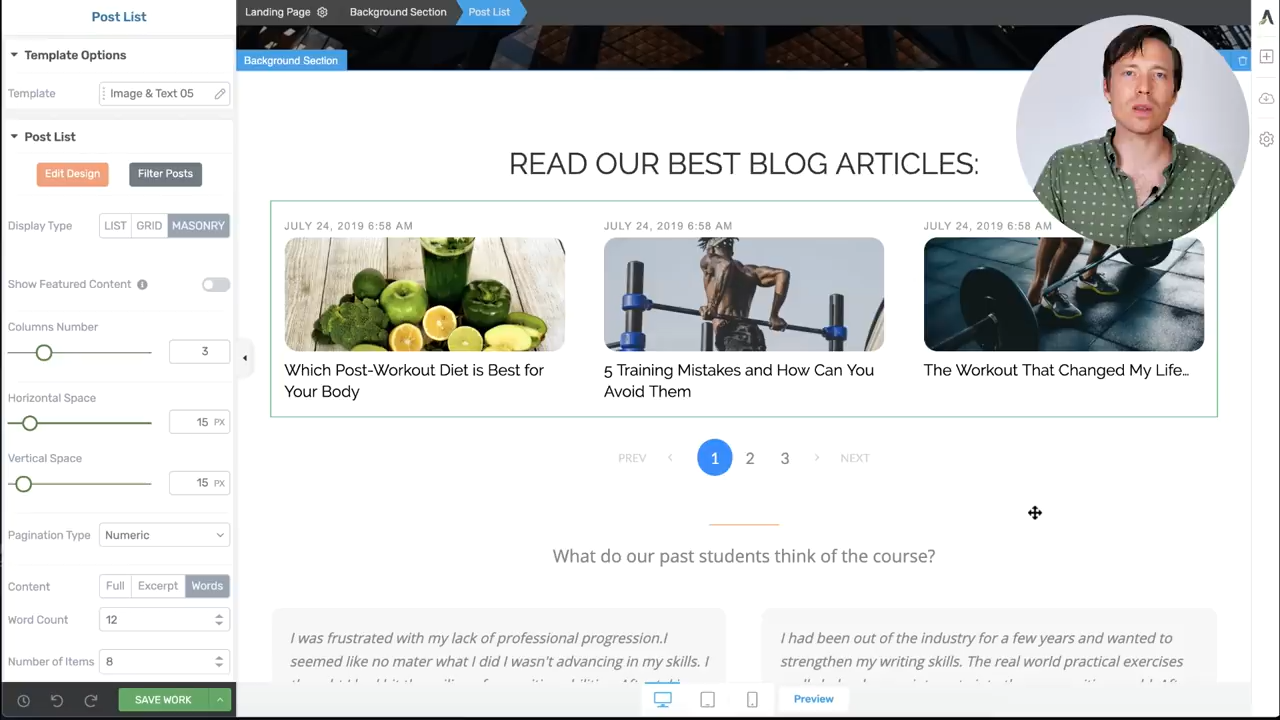 Post List
Landing Page
Background Section
Post List
Template Options
Background Section
Template
Image & Text 05
Post List
Edit Design
Filter Posts
READ OUR BEST BLOG ARTICLES:
Display Type
LIST
GRID
MASONRY
JULY 24, 2019 6:58 AM
JULY 24, 2019 6:58 AM
JULY 24, 2019 6:58 AM
Show Featured Content
Columns Number
3
Which Post-Workout Diet is Best for
Your Body
5 Training Mistakes and How Can You
Avoid Them
The Workout That Changed My Life…
Horizontal Space
15 PX
Vertical Space
15 PX
PREV
1
2
3
NEXT
Pagination Type
Numeric
What do our past students think of the course?
Content
Full
Excerpt
Words
Word Count
12
Number of Items
8
I was frustrated with my lack of professional progression.I
seemed like no mater what I did I wasn't advancing in my skills. I
I had been out of the industry for a few years and wanted to
strengthen my writing skills. The real world practical exercises
SAVE WORK
Preview